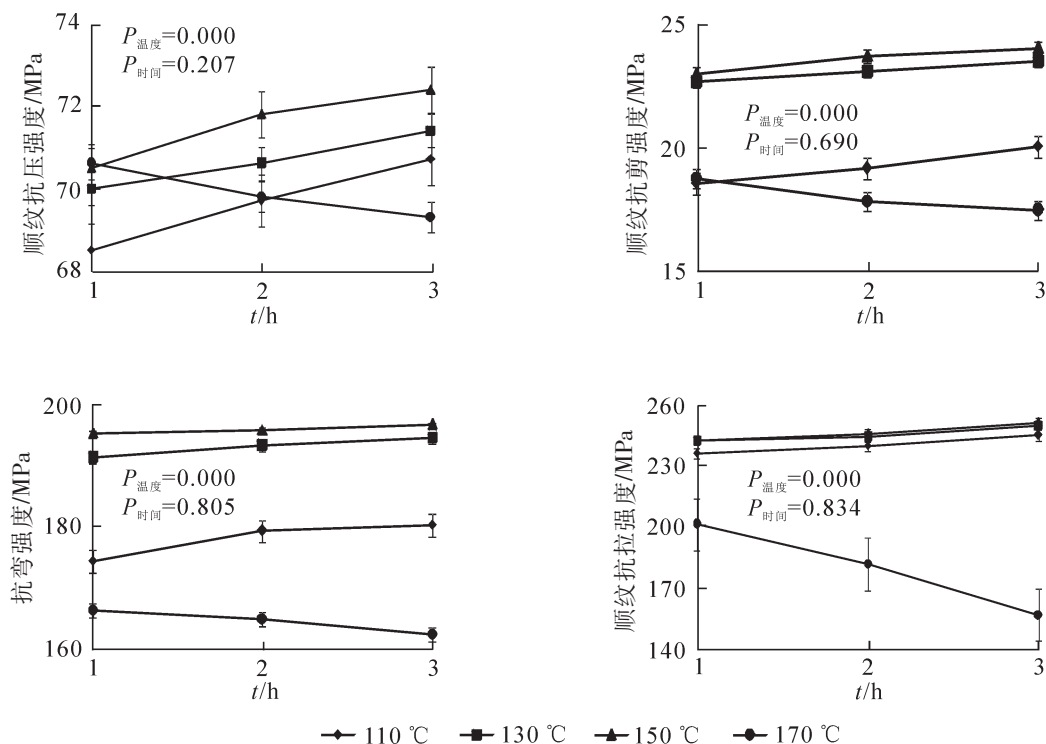 74
72
70
68
顺纹抗压强度/MPa
P温度=0.000
P时间=0.207
1 2 3
t/h
25
20
15
顺纹抗剪强度/MPa
P温度=0.000
P时间=0.690
1 2 3
t/h
200
180
160
抗弯强度/MPa
P温度=0.000
P时间=0.805
1 2 3
t/h
260
230
200
170
140
顺纹抗拉强度/MPa
P温度=0.000
P时间=0.834
1 2 3
t/h
110 ℃ 130 ℃ 150 ℃ 170 ℃